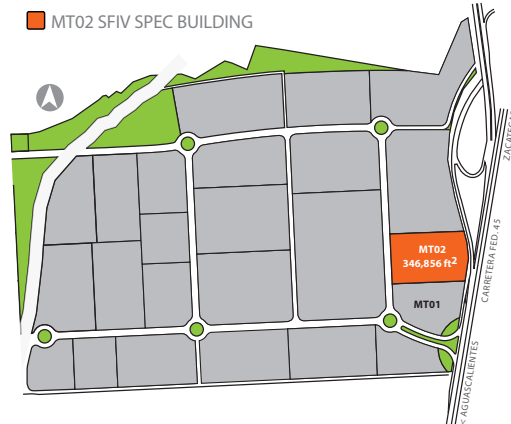 MT02 SFIV SPEC BUILDING
MT02
346,856 ft²
MT01
CARRETERA FED. 45
< AGUASCALIENTES